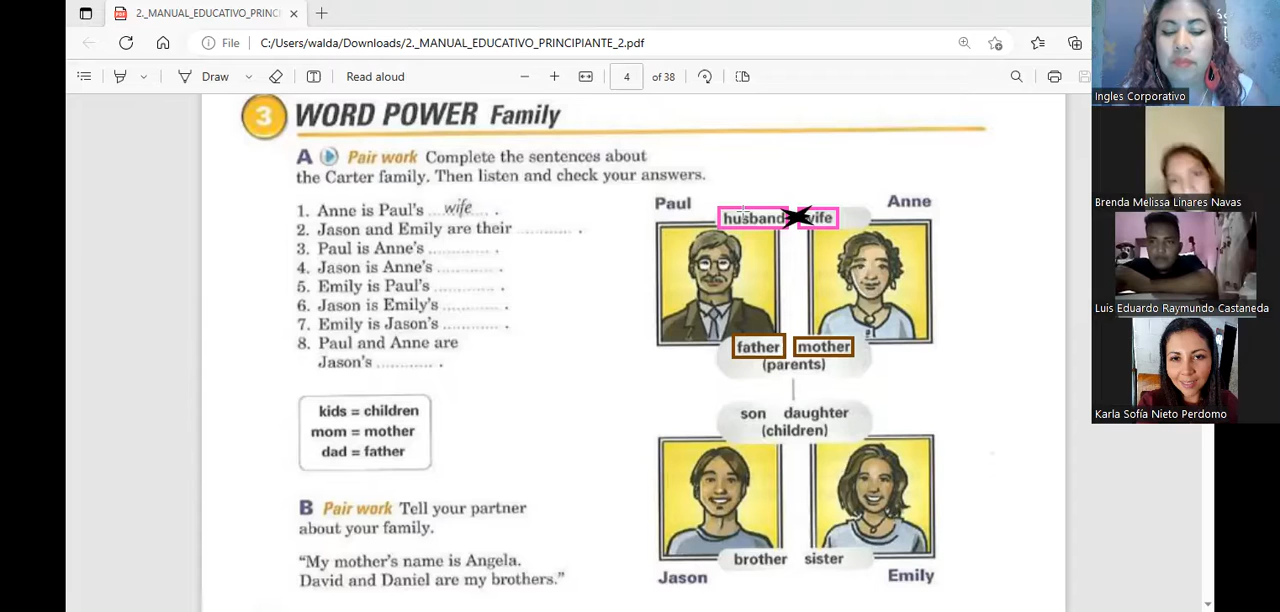 2._MANUAL_EDUCATIVO_PRINCI
File
C:/Users/walda/Downloads/2._MANUAL_EDUCATIVO_PRINCIPIANTE_2.pdf
Draw
Read aloud
4 of 38
3 WORD POWER Family
A Pair work Complete the sentences about
the Carter family. Then listen and check your answers.
1. Anne is Paul's ...wife... .
2. Jason and Emily are their ............ .
3. Paul is Anne's ............ .
4. Jason is Anne's ............ .
5. Emily is Paul's ............ .
6. Jason is Emily's ............ .
7. Emily is Jason's ............ .
8. Paul and Anne are
Jason's ............ .
kids = children
mom = mother
dad = father
B Pair work Tell your partner
about your family.
"My mother's name is Angela.
David and Daniel are my brothers."
Paul
Anne
husband wife
father mother
(parents)
son daughter
(children)
brother sister
Jason
Emily
Ingles Corporativo
Brenda Melissa Linares Navas
Luis Eduardo Raymundo Castaneda
Karla Sofía Nieto Perdomo